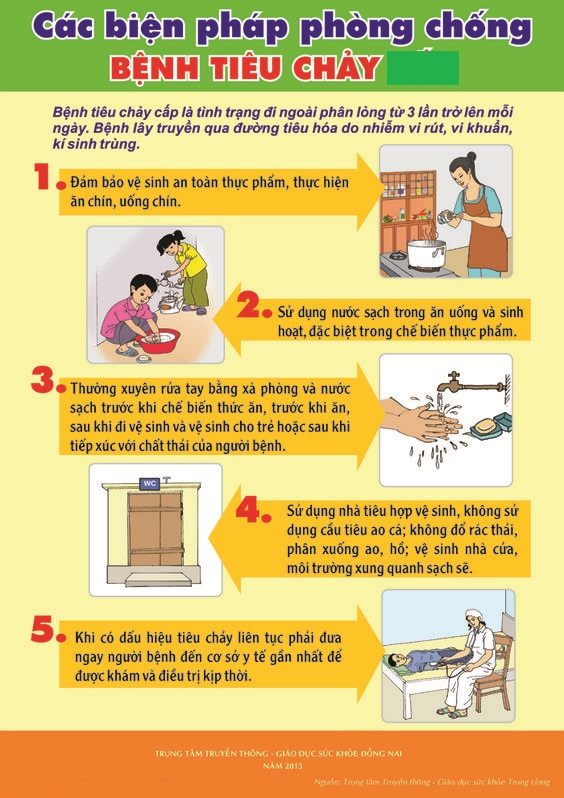 Các biện pháp phòng chống
BỆNH TIÊU CHẢY
Bệnh tiêu chảy cấp là tình trạng đi ngoài phân lỏng từ 3 lần trở lên mỗi
ngày. Bệnh lây truyền qua đường tiêu hóa do nhiễm vi rút, vi khuẩn,
kí sinh trùng.
1. Đảm bảo vệ sinh an toàn thực phẩm, thực hiện
ăn chín, uống chín.
2. Sử dụng nước sạch trong ăn uống và sinh
hoạt, đặc biệt trong chế biến thực phẩm.
3. Thường xuyên rửa tay bằng xà phòng và nước
sạch trước khi chế biến thức ăn, trước khi ăn,
sau khi đi vệ sinh và vệ sinh cho trẻ hoặc sau khi
tiếp xúc với chất thải của người bệnh.
WC
4. Sử dụng nhà tiêu hợp vệ sinh, không sử
dụng cầu tiêu ao cá; không đổ rác thải,
phân xuống ao, hồ; vệ sinh nhà cửa,
môi trường xung quanh sạch sẽ.
5. Khi có dấu hiệu tiêu chảy liên tục phải đưa
ngay người bệnh đến cơ sở y tế gần nhất để
được khám và điều trị kịp thời.
TRUNG TÂM TRUYỀN THÔNG - GIÁO DỤC SỨC KHỎE ĐỒNG NAI
NĂM 2015
Nguồn: Trung tâm Truyền thông - Giáo dục sức khỏe Trung Ương